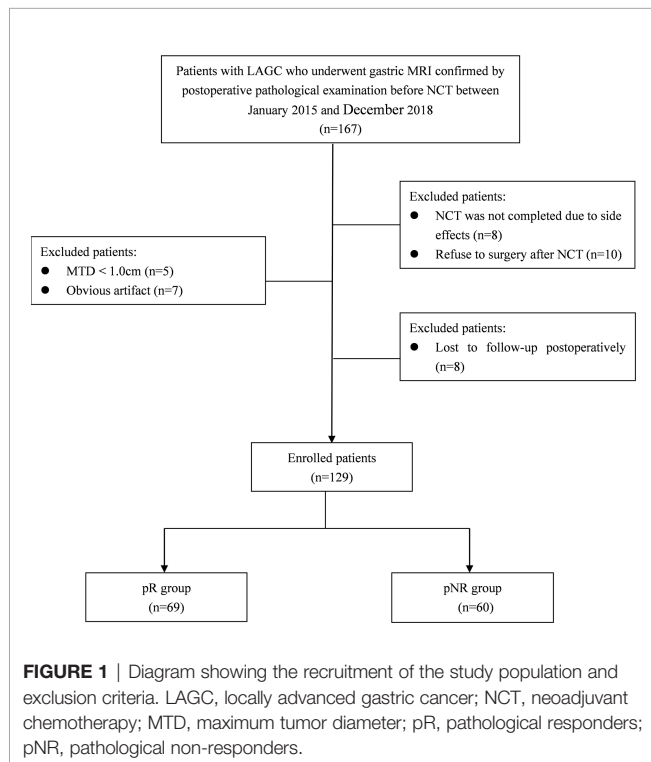 Patients with LAGC who underwent gastric MRI confirmed by
postoperative pathological examination before NCT between
January 2015 and December 2018
(n=167)
Excluded patients:
● NCT was not completed due to side
effects (n=8)
● Refuse to surgery after NCT (n=10)
Excluded patients:
● MTD < 1.0cm (n=5)
● Obvious artifact (n=7)
Excluded patients:
● Lost to follow-up postoperatively
(n=8)
Enrolled patients
(n=129)
pR group
(n=69)
pNR group
(n=60)
FIGURE 1 | Diagram showing the recruitment of the study population and
exclusion criteria. LAGC, locally advanced gastric cancer; NCT, neoadjuvant
chemotherapy; MTD, maximum tumor diameter; pR, pathological responders;
pNR, pathological non-responders.